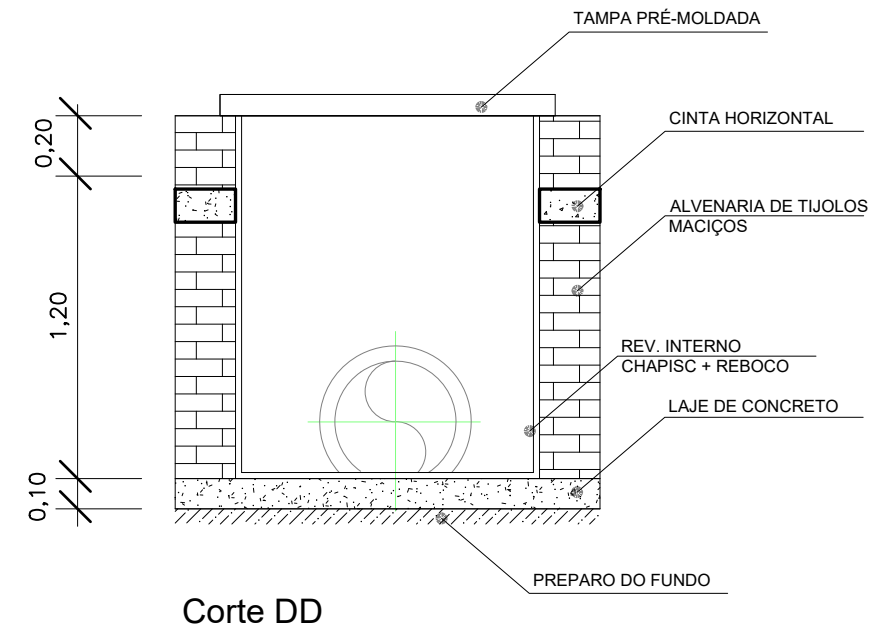 TAMPA PRÉ-MOLDADA
0,20
CINTA HORIZONTAL
ALVENARIA DE TIJOLOS
MACIÇOS
1,20
REV. INTERNO
CHAPISC + REBOCO
LAJE DE CONCRETO
0,10
PREPARO DO FUNDO
Corte DD